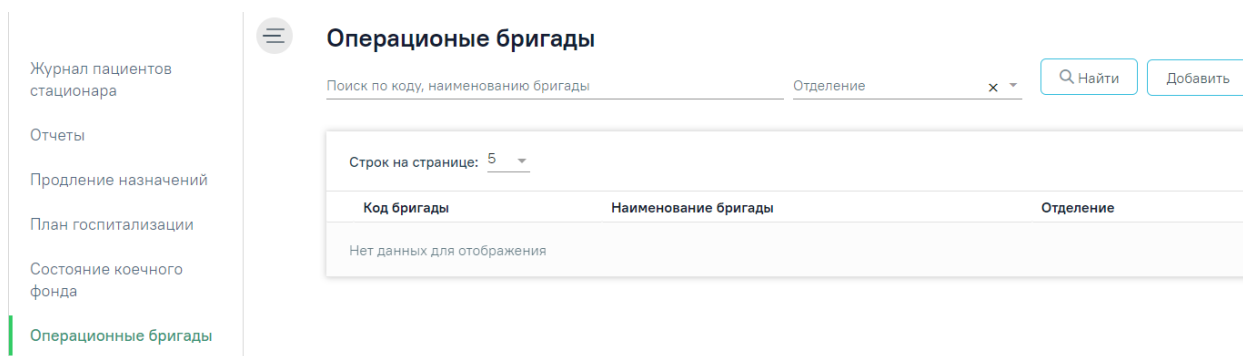 Журнал пациентов
стационара
Отчеты
Продление назначений
План госпитализации
Состояние коечного
фонда
Операционные бригады
Операционые бригады
Поиск по коду, наименованию бригады Отделение × Найти Добавить
Строк на странице: 5
Код бригады Наименование бригады Отделение
Нет данных для отображения